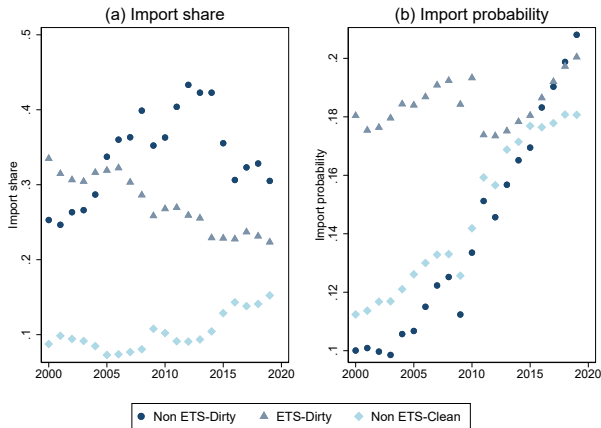 (a) Import share
(b) Import probability
Import share
.1 .2 .3 .4 .5
2000 2005 2010 2015 2020
Import probability
.1 .12 .14 .16 .18 .2
2000 2005 2010 2015 2020
Non ETS-Dirty ETS-Dirty Non ETS-Clean